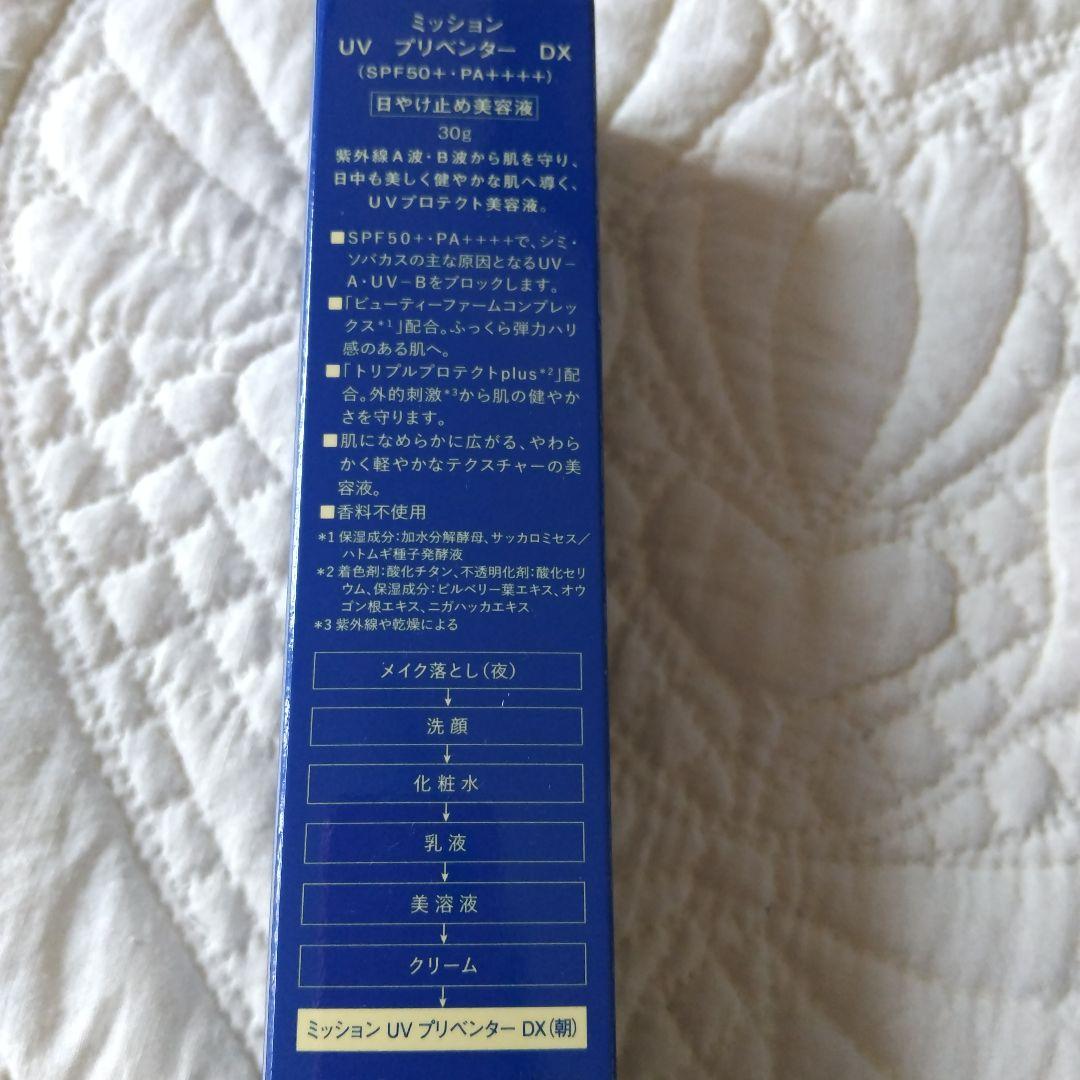 ミッション
UV プリベンター DX
(SPF50+・PA++++)
日やけ止め美容液
30g
紫外線A波・B波から肌を守り、
日中も美しく健やかな肌へ導く、
UVプロテクト美容液。
■SPF50+・PA++++で、シミ・
ソバカスの主な原因となるUV-
A・UV-Bをブロックします。
■「ビューティーファームコンプレッ
クス*1」配合。ふっくら弾力ハリ
感のある肌へ。
■「トリプルプロテクトplus*2」配
合。外的刺激*3から肌の健やか
さを守ります。
■肌になめらかに広がる、やわら
かく軽やかなテクスチャーの美
容液。
■香料不使用
*1 保湿成分：加水分解酵母、サッカロミセス／
ハトムギ種子発酵液
*2 着色剤：酸化チタン、不透明化剤：酸化セリ
ウム、保湿成分：ビルベリー葉エキス、オウ
ゴン根エキス、ニガハッカエキス
*3 紫外線や乾燥による
メイク落とし(夜)
洗顔
化粧水
乳液
美容液
クリーム
ミッション UV プリベンター DX(朝)